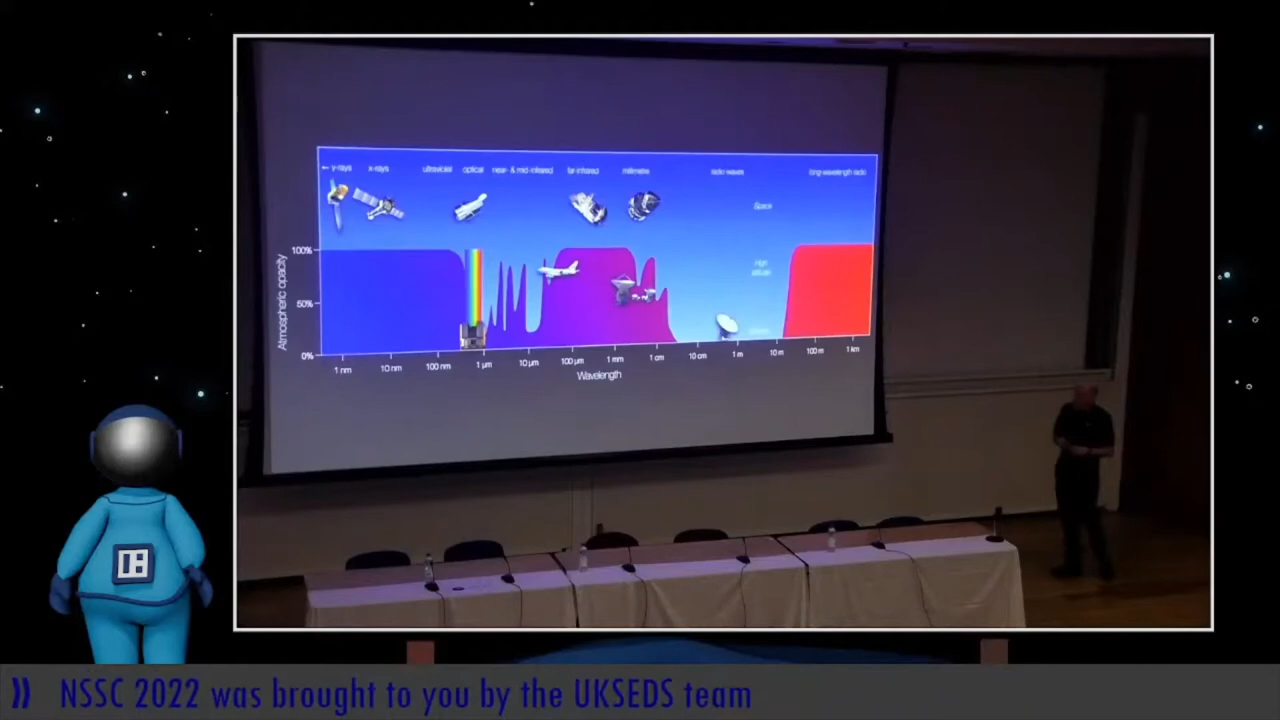 ← γ-rays x-rays ultraviolet optical near- & mid-infrared far-infrared millimetre radio waves long-wavelength radio
Space
100%
High
altitude
50%
0%
Atmospheric opacity
1 nm 10 nm 100 nm 1 µm 10 µm 100 µm 1 mm 1 cm 10 cm 1 m 10 m 100 m 1 km
Wavelength
» NSSC 2022 was brought to you by the UKSEDS team